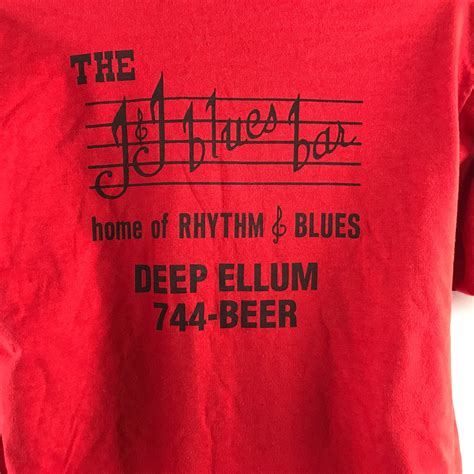 THE
J&J blues bar
home of RHYTHM & BLUES
DEEP ELLUM
744-BEER